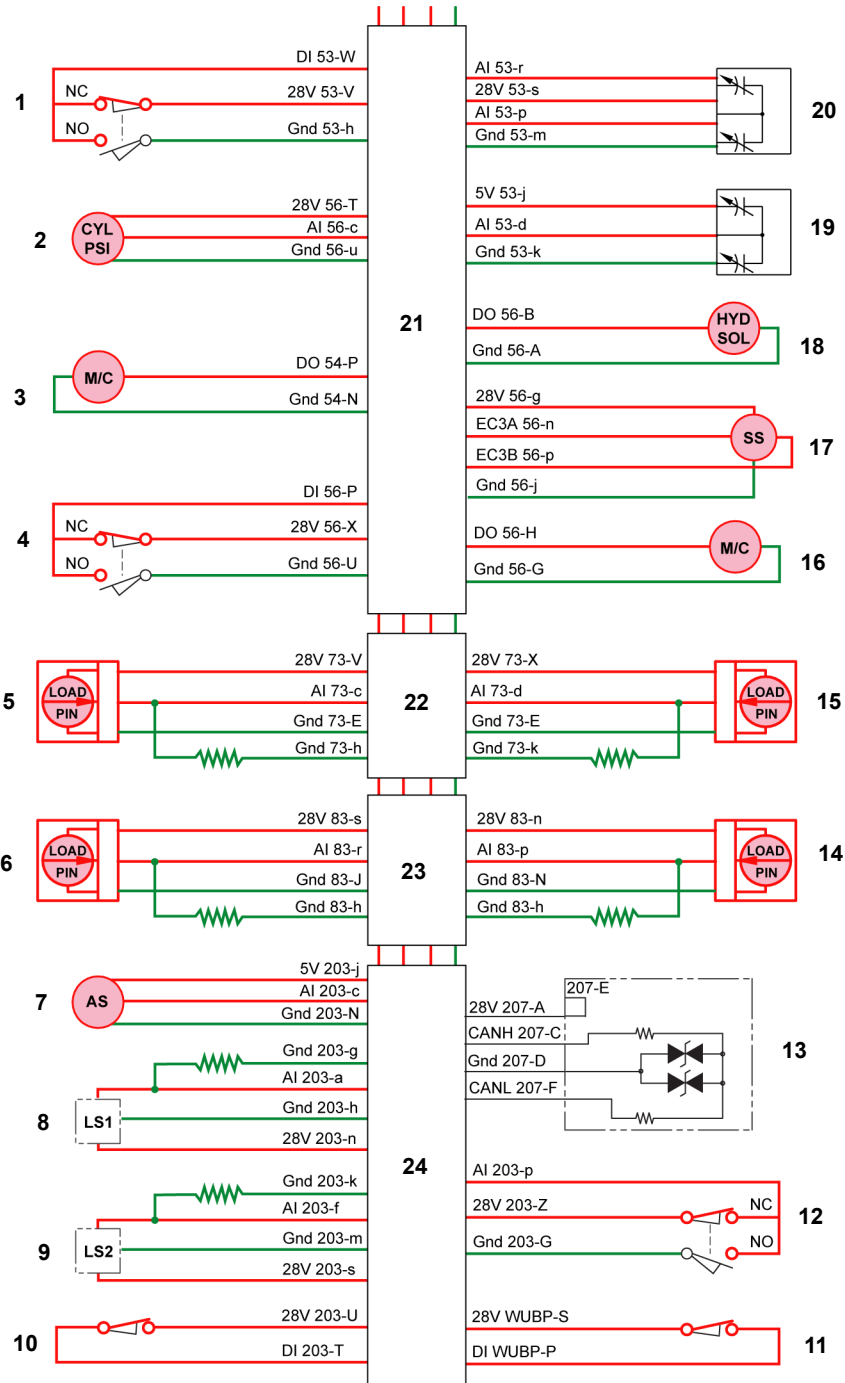 DI 53-W
1
NC
28V 53-V
NO
Gnd 53-h
AI 53-r
28V 53-s
AI 53-p
Gnd 53-m
20
28V 56-T
2
CYL
PSI
AI 56-c
Gnd 56-u
5V 53-j
AI 53-d
Gnd 53-k
19
21
DO 56-B
HYD
SOL
Gnd 56-A
18
3
M/C
DO 54-P
Gnd 54-N
28V 56-g
EC3A 56-n
SS
EC3B 56-p
Gnd 56-j
17
DI 56-P
4
NC
28V 56-X
NO
Gnd 56-U
DO 56-H
M/C
Gnd 56-G
16
5
LOAD
PIN
28V 73-V
AI 73-c
Gnd 73-E
Gnd 73-h
22
28V 73-X
AI 73-d
Gnd 73-E
Gnd 73-k
LOAD
PIN
15
6
LOAD
PIN
28V 83-s
AI 83-r
Gnd 83-J
Gnd 83-h
23
28V 83-n
AI 83-p
Gnd 83-N
Gnd 83-h
LOAD
PIN
14
7
AS
5V 203-j
AI 203-c
Gnd 203-N
207-E
28V 207-A
CANH 207-C
Gnd 207-D
CANL 207-F
13
8
LS1
Gnd 203-g
AI 203-a
Gnd 203-h
28V 203-n
24
9
LS2
Gnd 203-k
AI 203-f
Gnd 203-m
28V 203-s
AI 203-p
28V 203-Z
NC
Gnd 203-G
NO
12
10
28V 203-U
DI 203-T
28V WUBP-S
DI WUBP-P
11